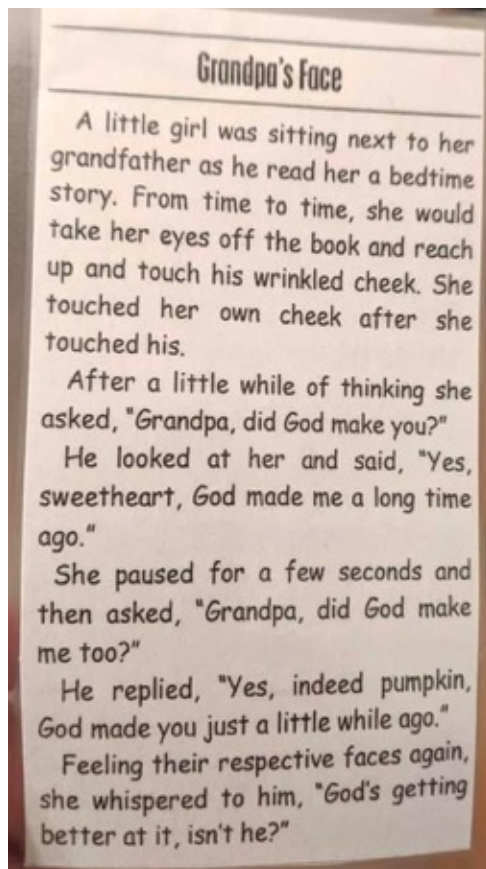 Grandpa's Face
A little girl was sitting next to her
grandfather as he read her a bedtime
story. From time to time, she would
take her eyes off the book and reach
up and touch his wrinkled cheek. She
touched her own cheek after she
touched his.
After a little while of thinking she
asked, "Grandpa, did God make you?"
He looked at her and said, "Yes,
sweetheart, God made me a long time
ago."
She paused for a few seconds and
then asked, "Grandpa, did God make
me too?"
He replied, "Yes, indeed pumpkin,
God made you just a little while ago."
Feeling their respective faces again,
she whispered to him, "God's getting
better at it, isn't he?"